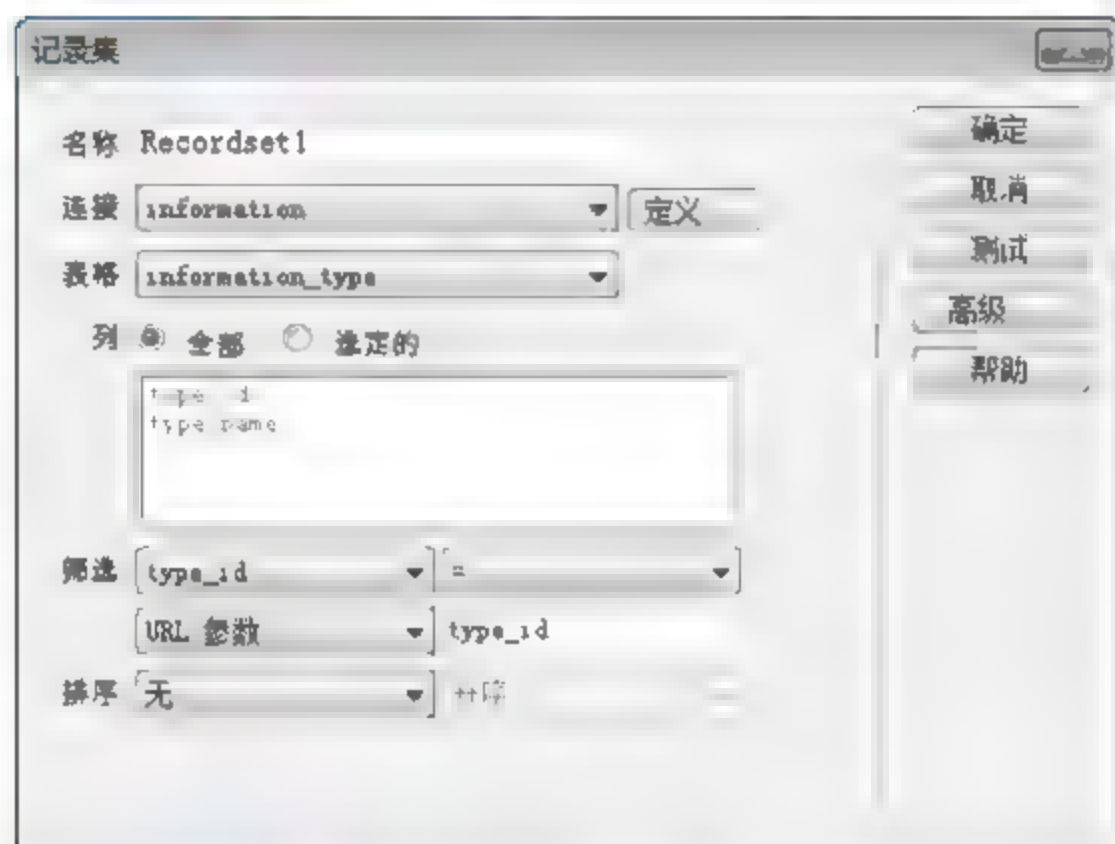 记录集
名称 Recordset1 确定
连接 information 定义 取消
表格 information_type 测试
列 全部 选定的 高级
帮助
type_id
type_name
筛选 type_id =
URL 参数 type_id
排序 无 升序